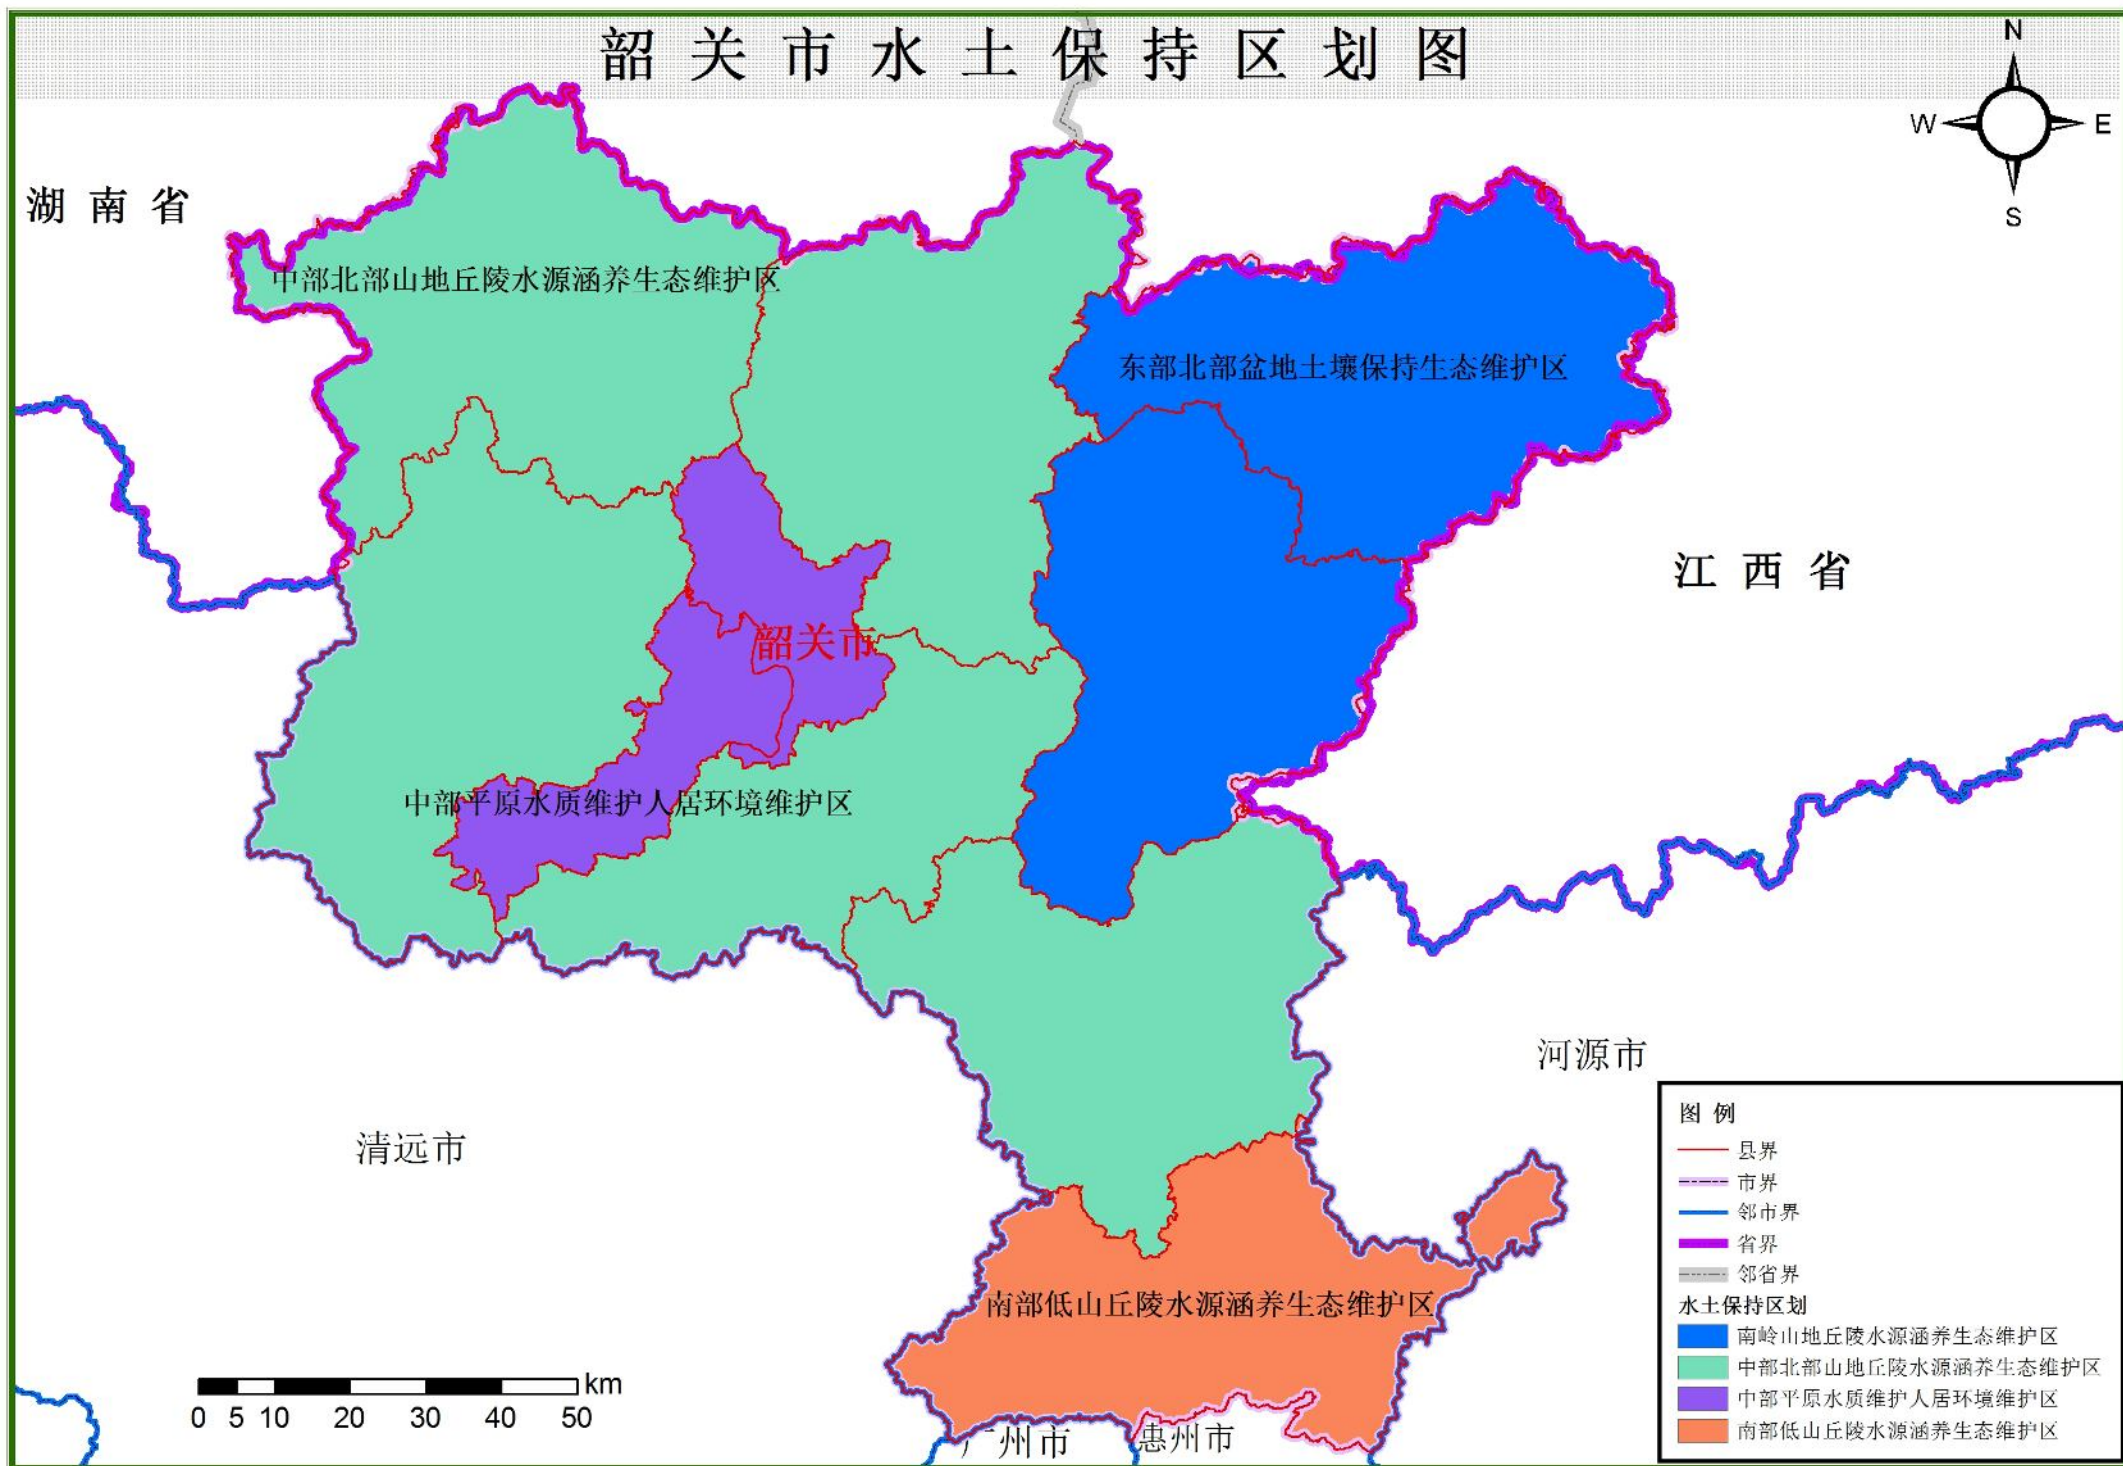 韶关市水土保持区划图
N
W
E
S
湖南省
中部北部山地丘陵水源涵养生态维护区
东部北部盆地土壤保持生态维护区
江西省
韶关市
中部平原水质维护人居环境维护区
河源市
清远市
南部低山丘陵水源涵养生态维护区
广州市
惠州市
km
0 5 10 20 30 40 50
图例
县界
市界
邻市界
省界
邻省界
水土保持区划
南岭山地丘陵水源涵养生态维护区
中部北部山地丘陵水源涵养生态维护区
中部平原水质维护人居环境维护区
南部低山丘陵水源涵养生态维护区